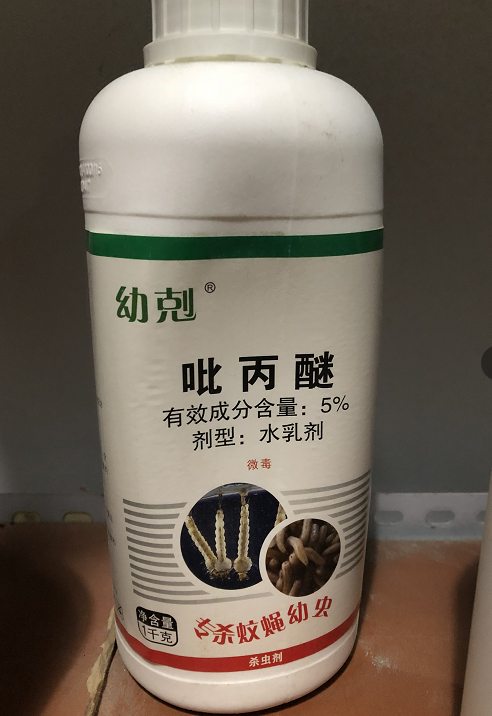 幼剋®
吡丙醚
有效成分含量：5%
剂型：水乳剂
微毒
净含量
1千克
专杀蚊蝇幼虫
杀虫剂